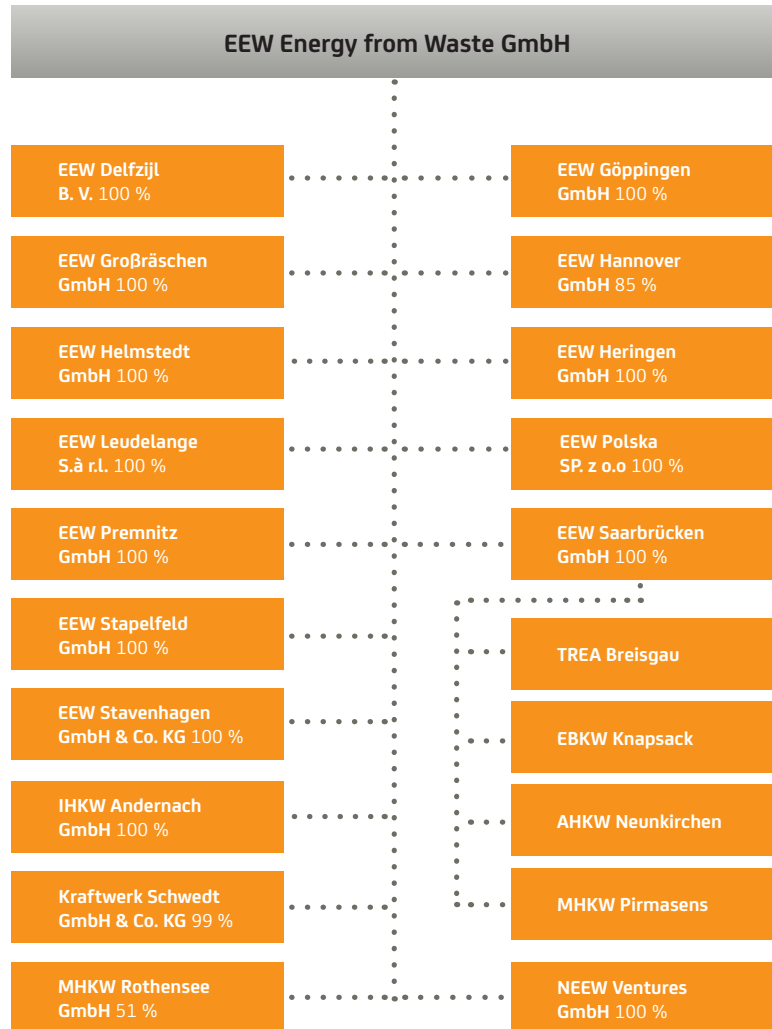 EEW Energy from Waste GmbH
EEW Delfzijl
B. V. 100 %
EEW Göppingen
GmbH 100 %
EEW Großräschen
GmbH 100 %
EEW Hannover
GmbH 85 %
EEW Helmstedt
GmbH 100 %
EEW Heringen
GmbH 100 %
EEW Leudelange
S.à r.l. 100 %
EEW Polska
SP. z o.o 100 %
EEW Premnitz
GmbH 100 %
EEW Saarbrücken
GmbH 100 %
EEW Stapelfeld
GmbH 100 %
TREA Breisgau
EEW Stavenhagen
GmbH & Co. KG 100 %
EBKW Knapsack
IHKW Andernach
GmbH 100 %
AHKW Neunkirchen
Kraftwerk Schwedt
GmbH & Co. KG 99 %
MHKW Pirmasens
MHKW Rothensee
GmbH 51 %
NEEW Ventures
GmbH 100 %